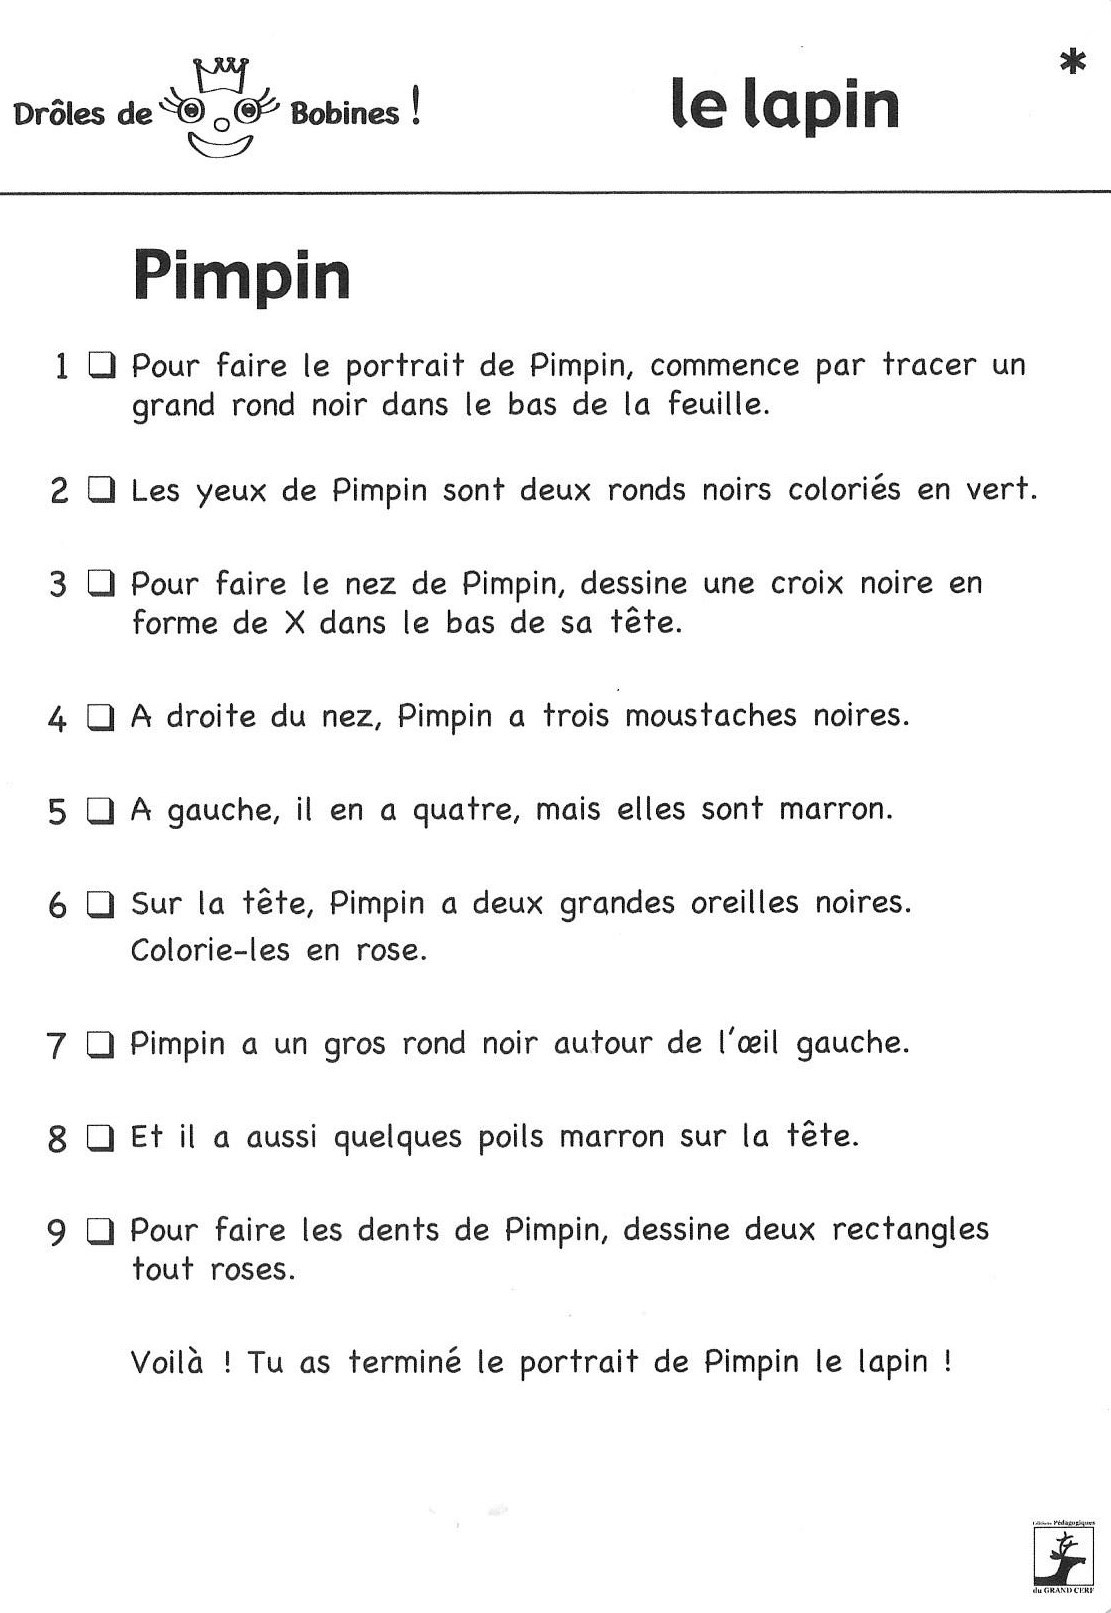 Drôles de Bobines !
le lapin
*
Pimpin
1 ❏ Pour faire le portrait de Pimpin, commence par tracer un
grand rond noir dans le bas de la feuille.
2 ❏ Les yeux de Pimpin sont deux ronds noirs coloriés en vert.
3 ❏ Pour faire le nez de Pimpin, dessine une croix noire en
forme de X dans le bas de sa tête.
4 ❏ A droite du nez, Pimpin a trois moustaches noires.
5 ❏ A gauche, il en a quatre, mais elles sont marron.
6 ❏ Sur la tête, Pimpin a deux grandes oreilles noires.
Colorie-les en rose.
7 ❏ Pimpin a un gros rond noir autour de l'œil gauche.
8 ❏ Et il a aussi quelques poils marron sur la tête.
9 ❏ Pour faire les dents de Pimpin, dessine deux rectangles
tout roses.
Voilà ! Tu as terminé le portrait de Pimpin le lapin !
Editions Pédagogiques
du GRAND CERF